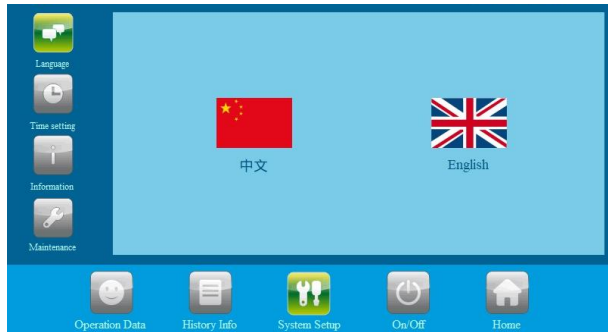 Language
Time setting
Information
Maintenance
中文
English
Operation Data
History Info
System Setup
On/Off
Home